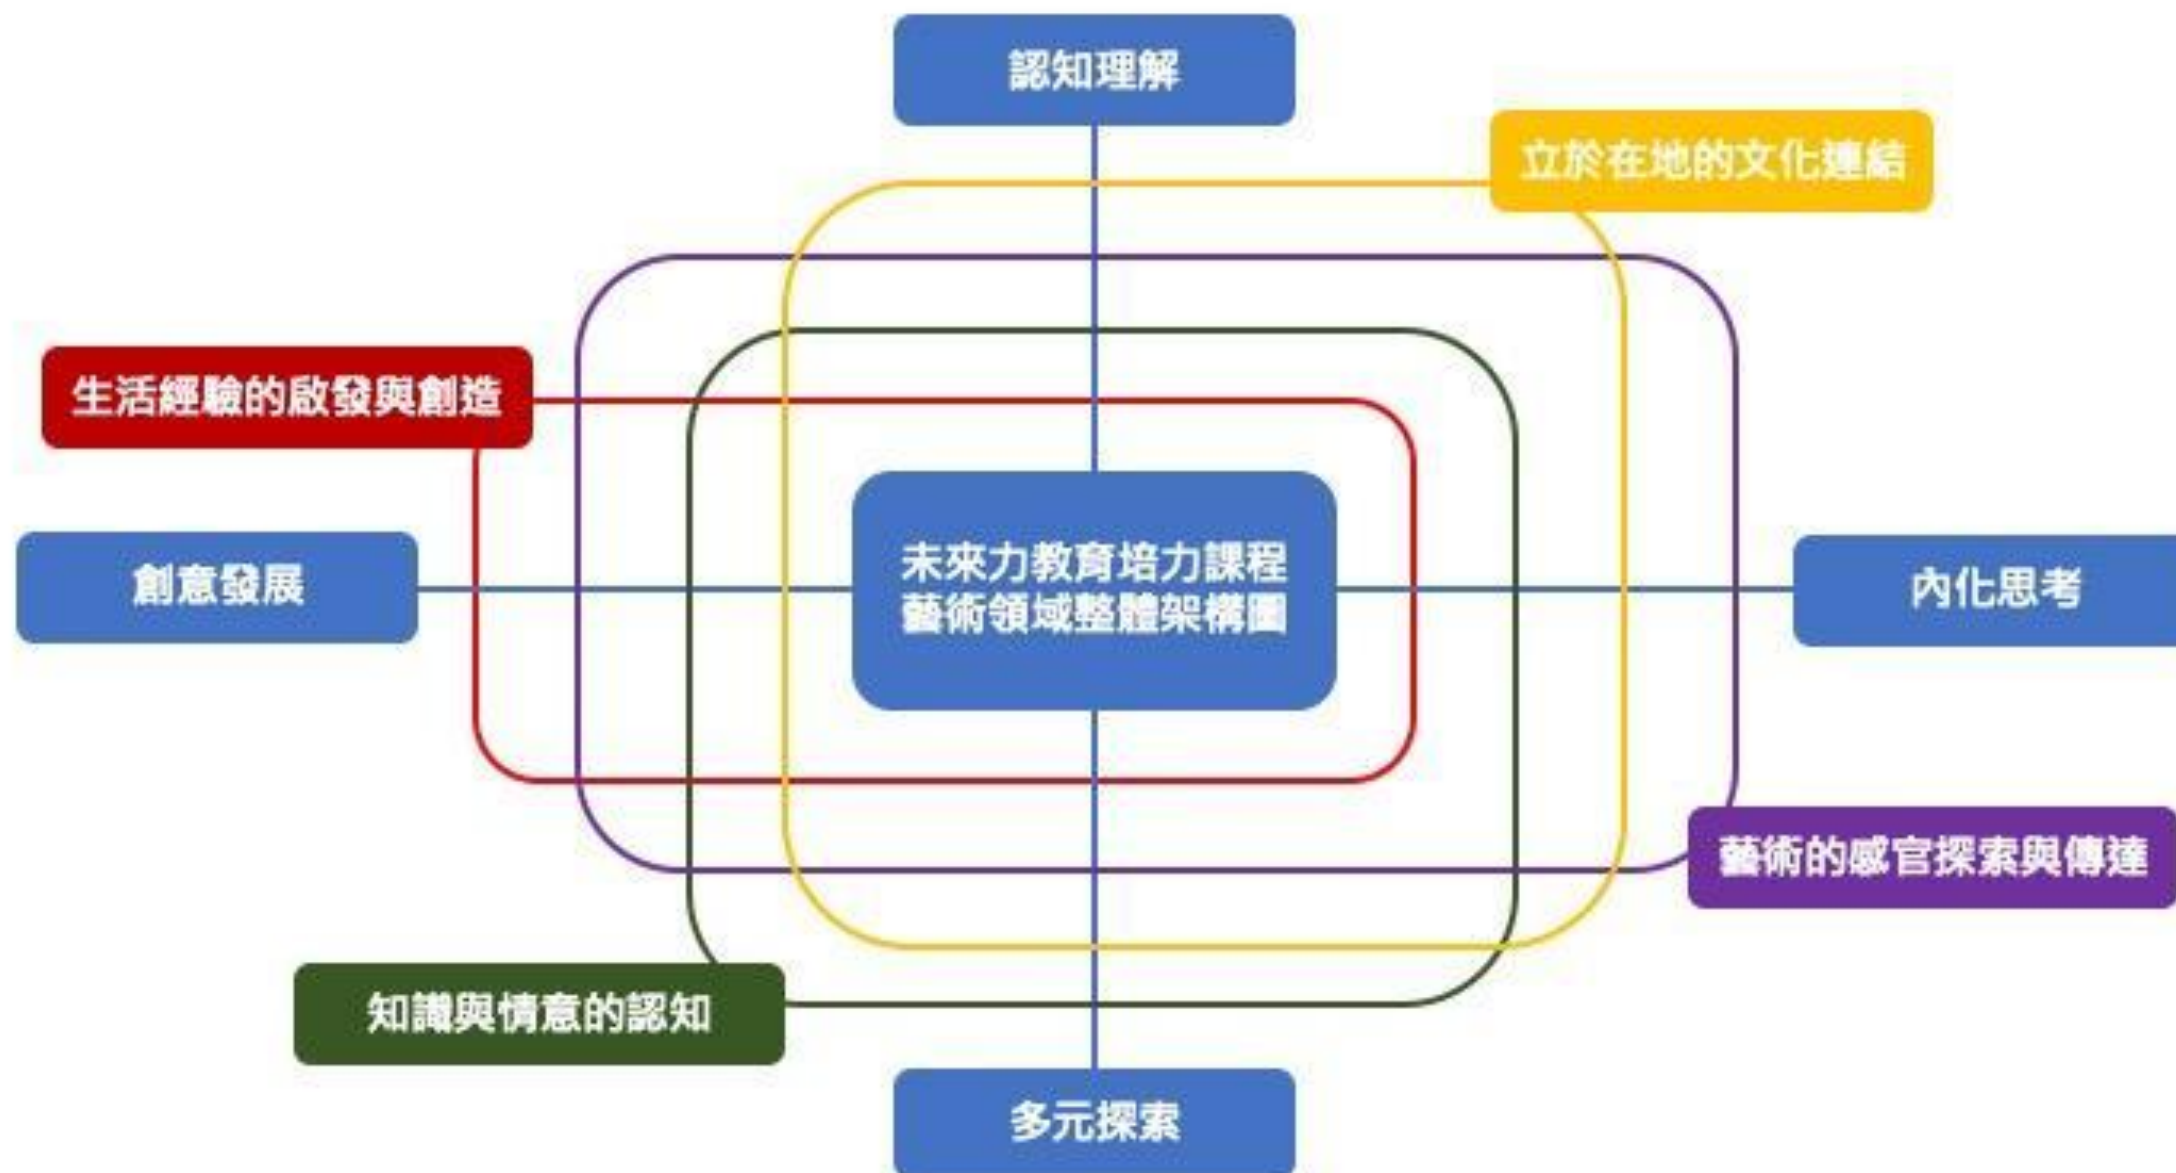 認知理解
立於在地的文化連結
生活經驗的啟發與創造
創意發展
未來力教育培力課程
藝術領域整體架構圖
內化思考
藝術的感官探索與傳達
知識與情意的認知
多元探索